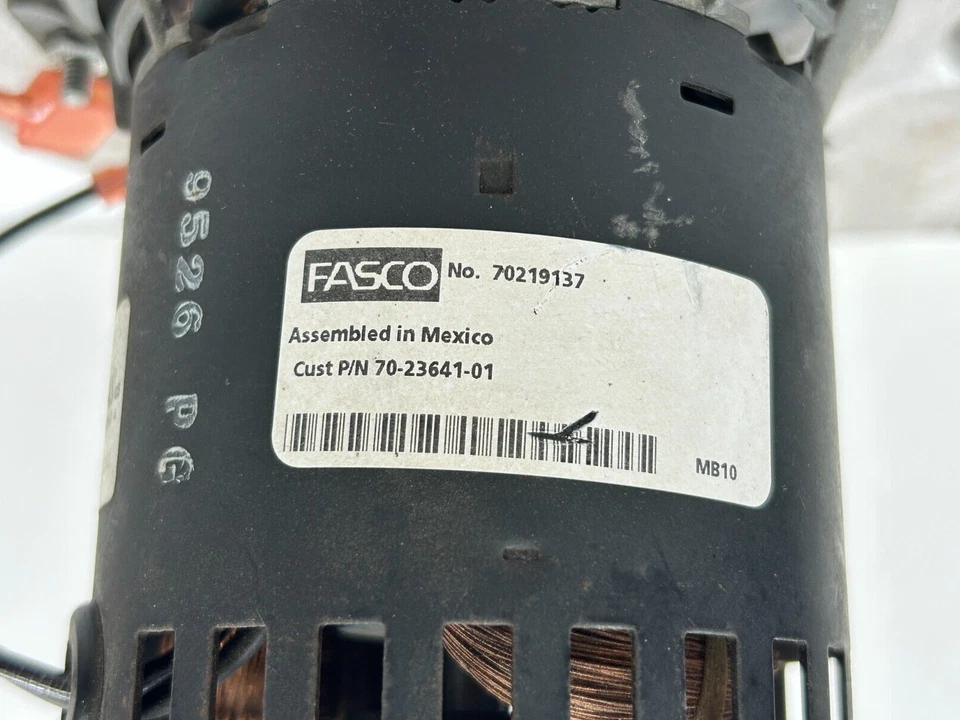 9526 PG
FASCO No. 70219137
Assembled in Mexico
Cust P/N 70-23641-01
MB10